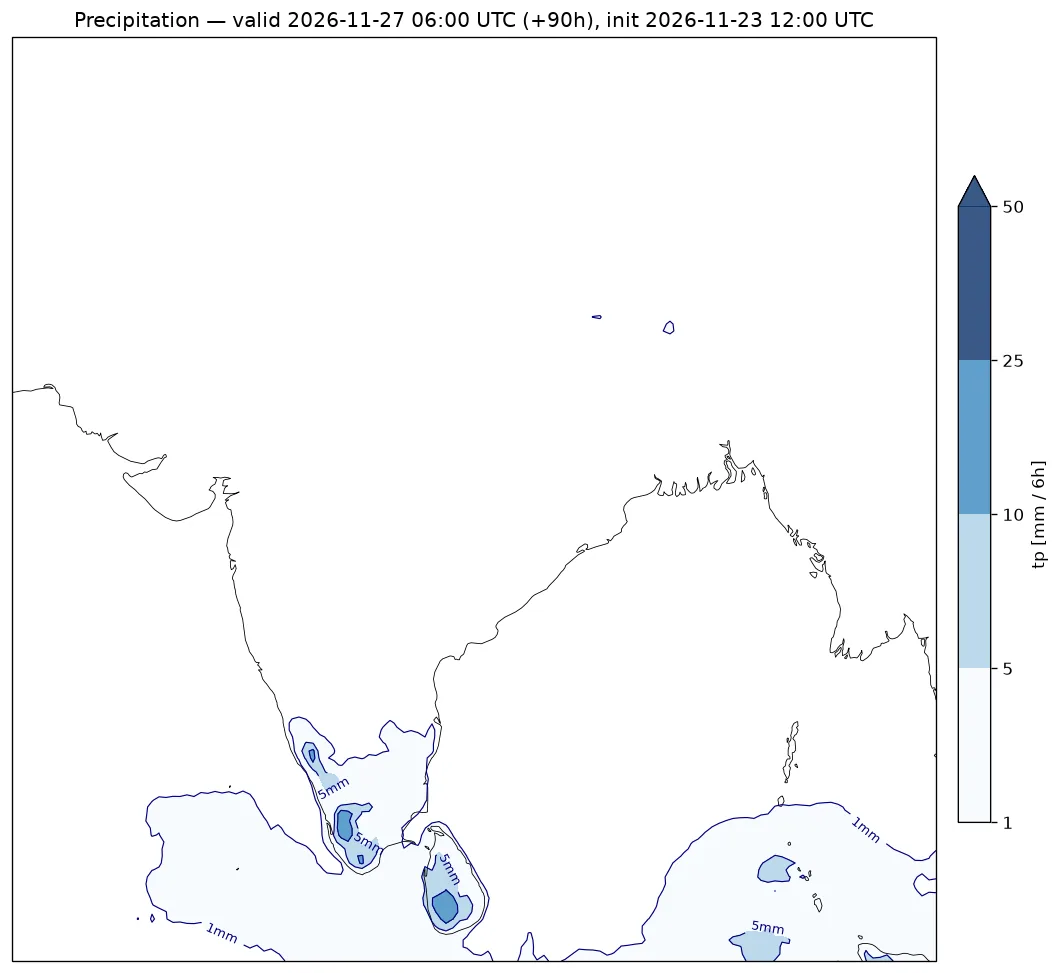 Precipitation — valid 2026-11-27 06:00 UTC (+90h), init 2026-11-23 12:00 UTC
50
25
10
5
1
tp [mm / 6h]
5mm
5mm
1mm
5mm
1mm
5mm